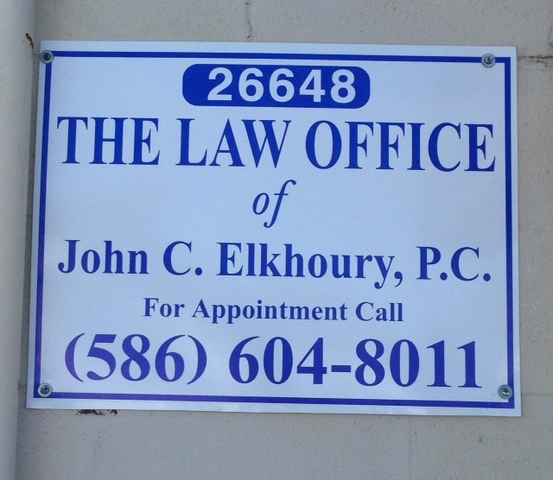 26648
THE LAW OFFICE
of
John C. Elkhoury, P.C.
For Appointment Call
(586) 604-8011